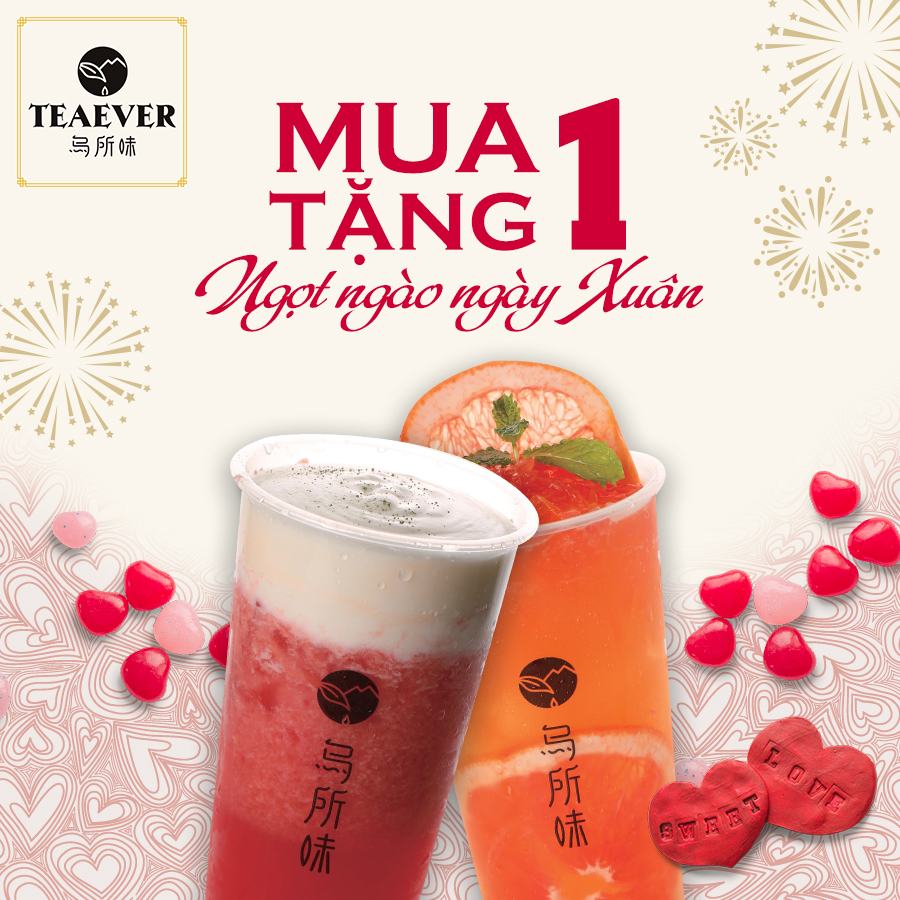 TEAEVER
烏所味
MUA 1
TẶNG
Ngọt ngào ngày Xuân
烏所味
烏所味
LOVE
SWEET